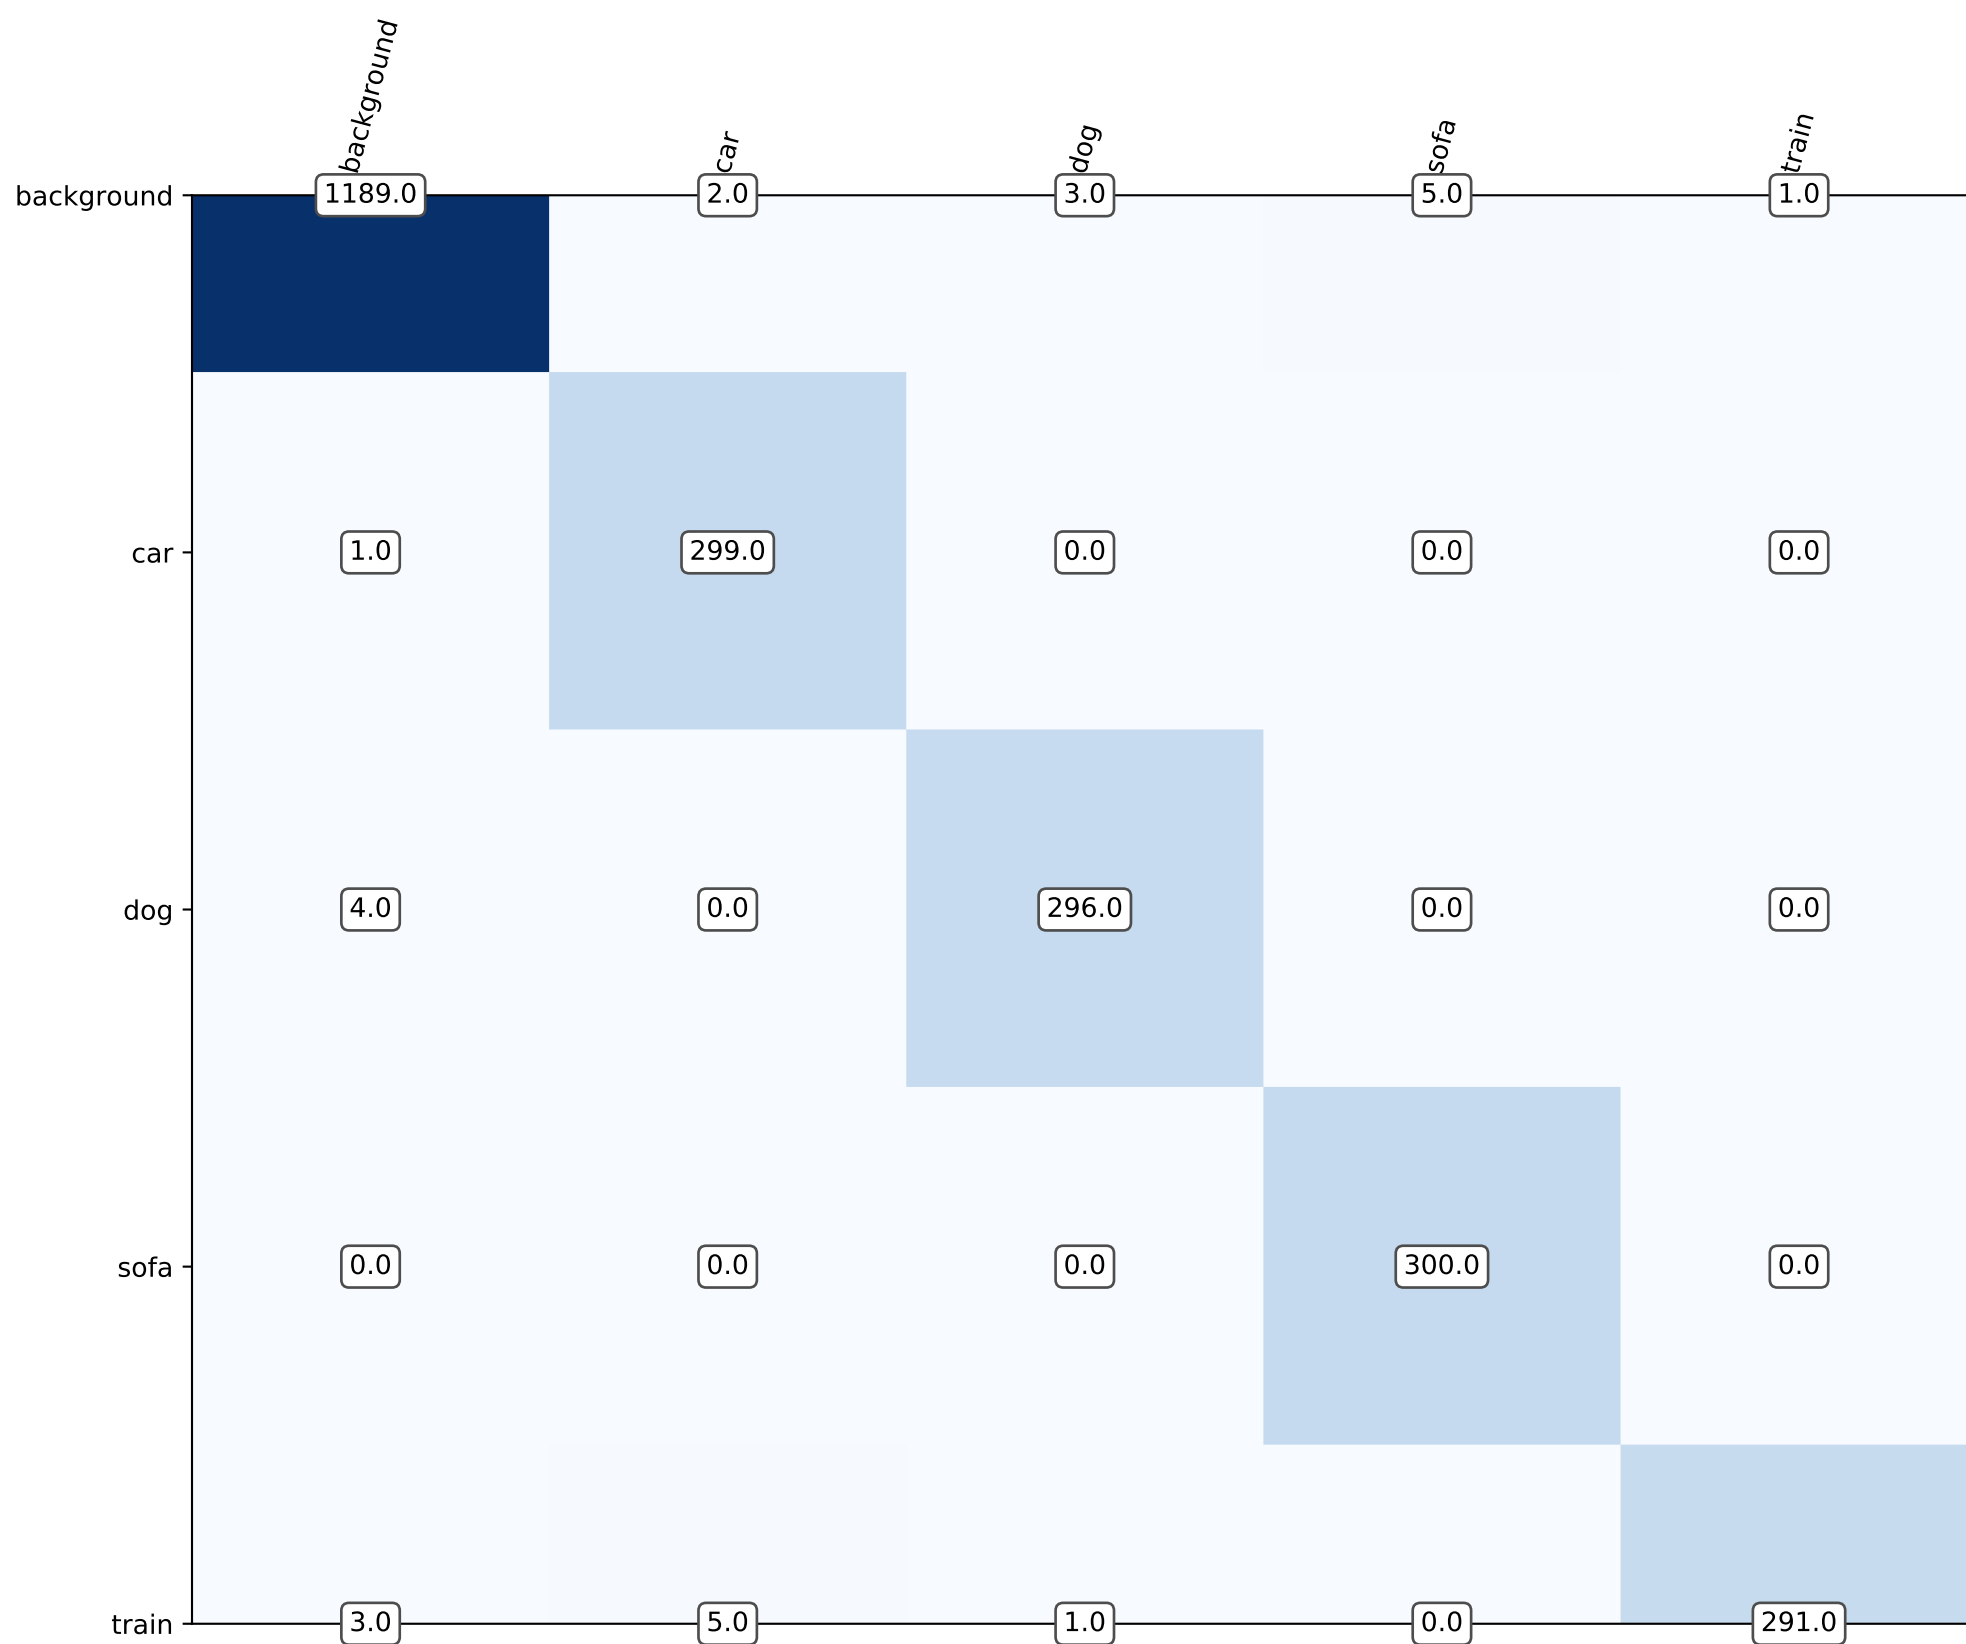 background car dog sofa train
background 1189.0 2.0 3.0 5.0 1.0
car 1.0 299.0 0.0 0.0 0.0
dog 4.0 0.0 296.0 0.0 0.0
sofa 0.0 0.0 0.0 300.0 0.0
train 3.0 5.0 1.0 0.0 291.0